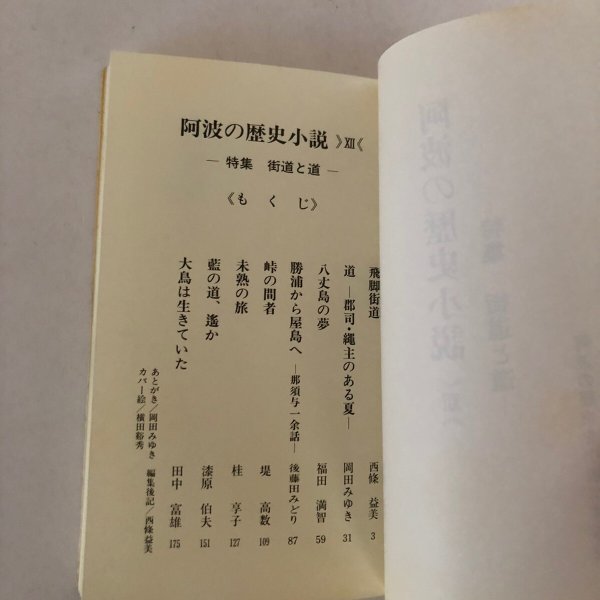 阿波の歴史小説 》XII《
― 特集 街道と道 ―
《もくじ》
飛脚街道 西條 益美 3
道 ―郡司・縄主のある夏― 岡田みゆき 31
八丈島の夢 福田 満智 59
勝浦から屋島へ ―那須与一余話― 後藤田みどり 87
峠の間者 堤 高数 109
未熟の旅 桂 享子 127
藍の道、遙か 漆原 伯夫 151
大鳥は生きていた 田中 富雄 175
あとがき/岡田みゆき 編集後記/西條益美
カバー絵/横田谿秀